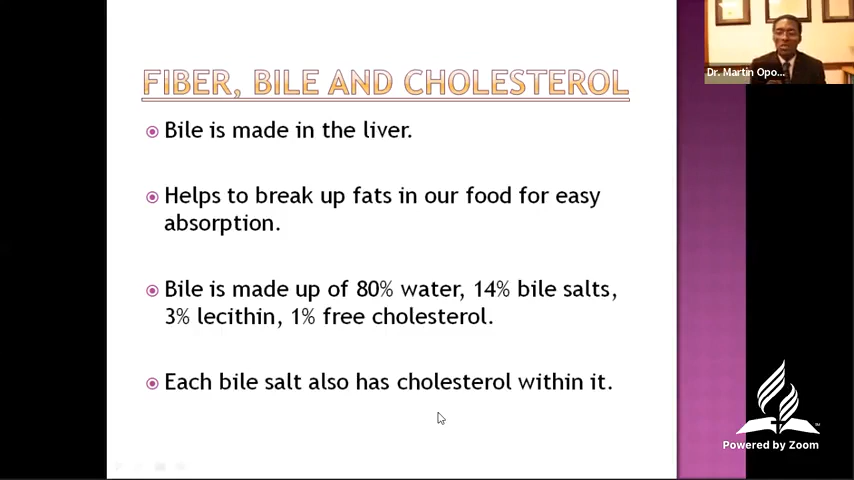 FIBER, BILE AND CHOLESTEROL
Bile is made in the liver.
Helps to break up fats in our food for easy
absorption.
Bile is made up of 80% water, 14% bile salts,
3% lecithin, 1% free cholesterol.
Each bile salt also has cholesterol within it.
Dr. Martin Opo...
Powered by Zoom